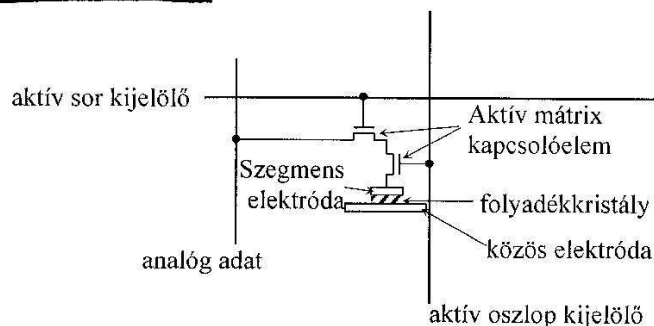 aktív sor kijelölő
Aktív mátrix
kapcsolóelem
Szegmens
elektróda
folyadékkristály
közös elektróda
analóg adat
aktív oszlop kijelölő